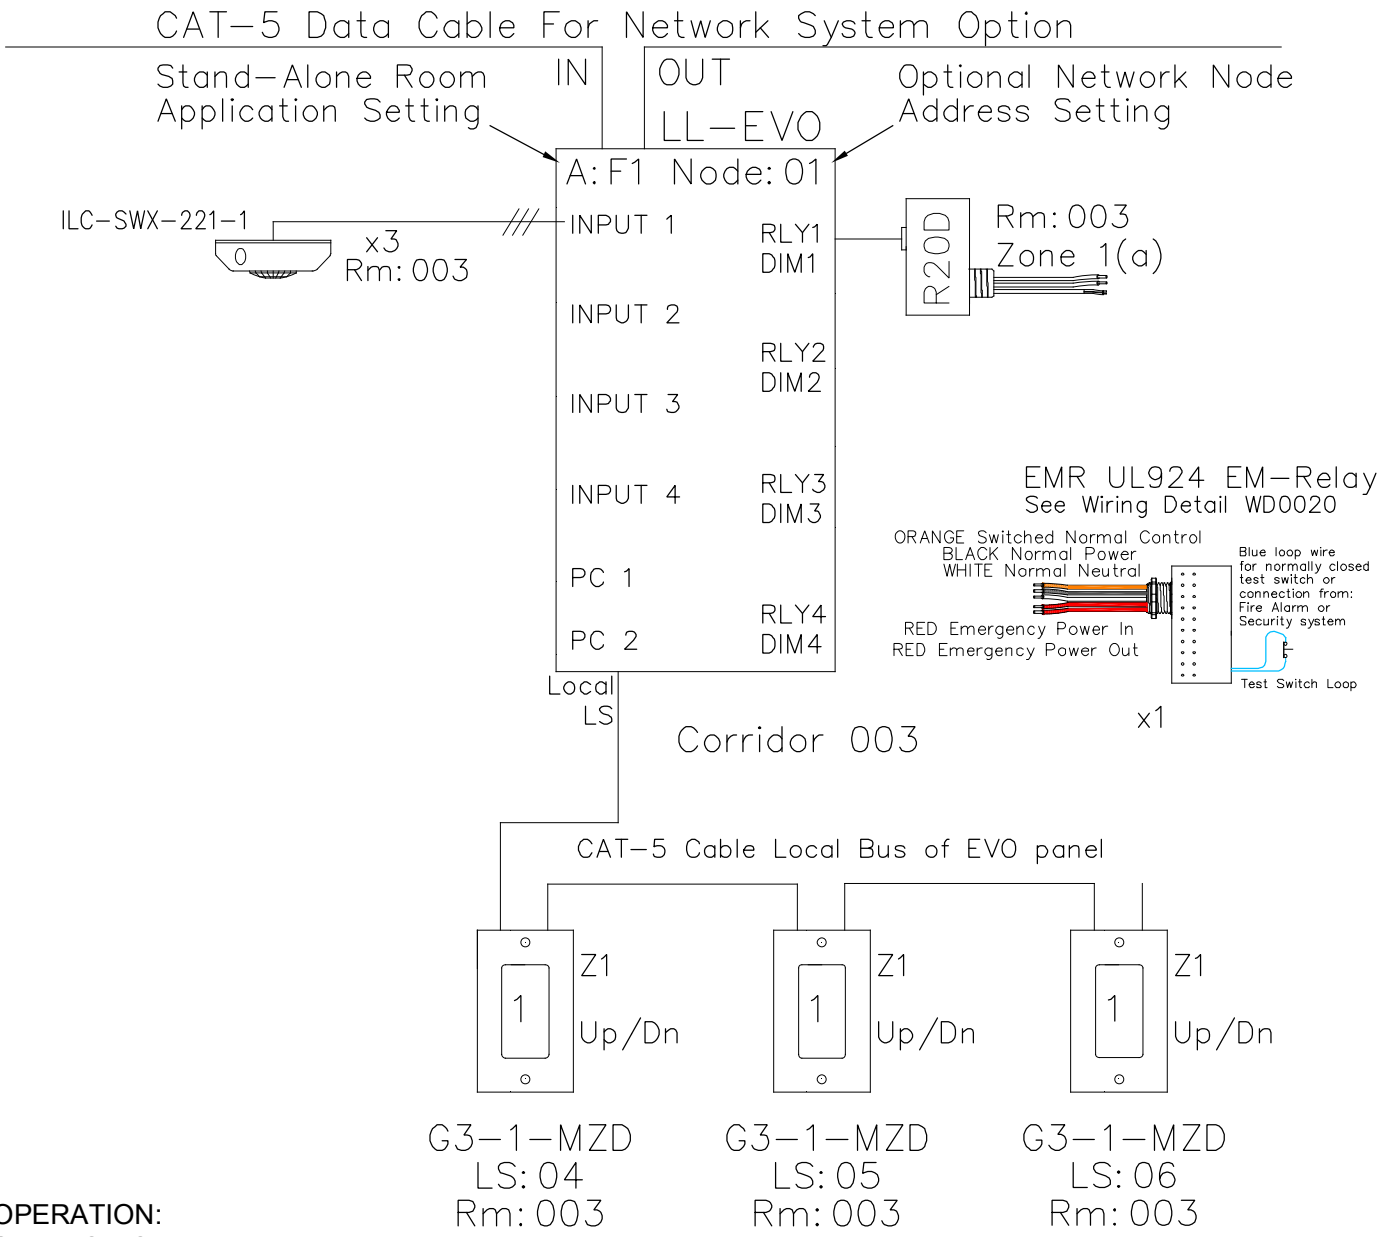 CAT-5 Data Cable For Network System Option
Stand-Alone Room
Application Setting
IN
OUT
Optional Network Node
Address Setting
LL-EVO
A: F1 Node: 01
ILC-SWX-221-1
x3
Rm: 003
INPUT 1
INPUT 2
INPUT 3
INPUT 4
PC 1
PC 2
RLY1
DIM1
RLY2
DIM2
RLY3
DIM3
RLY4
DIM4
R20D
Rm: 003
Zone 1(a)
EMR UL924 EM-Relay
See Wiring Detail WD0020
ORANGE Switched Normal Control
BLACK Normal Power
WHITE Normal Neutral
RED Emergency Power In
RED Emergency Power Out
Blue loop wire
for normally closed
test switch or
connection from:
Fire Alarm or
Security system
Test Switch Loop
x1
Local
LS
Corridor 003
CAT-5 Cable Local Bus of EVO panel
1
Z1
Up/Dn
G3-1-MZD
LS: 04
Rm: 003
1
Z1
Up/Dn
G3-1-MZD
LS: 05
Rm: 003
1
Z1
Up/Dn
G3-1-MZD
LS: 06
Rm: 003
OPERATION: